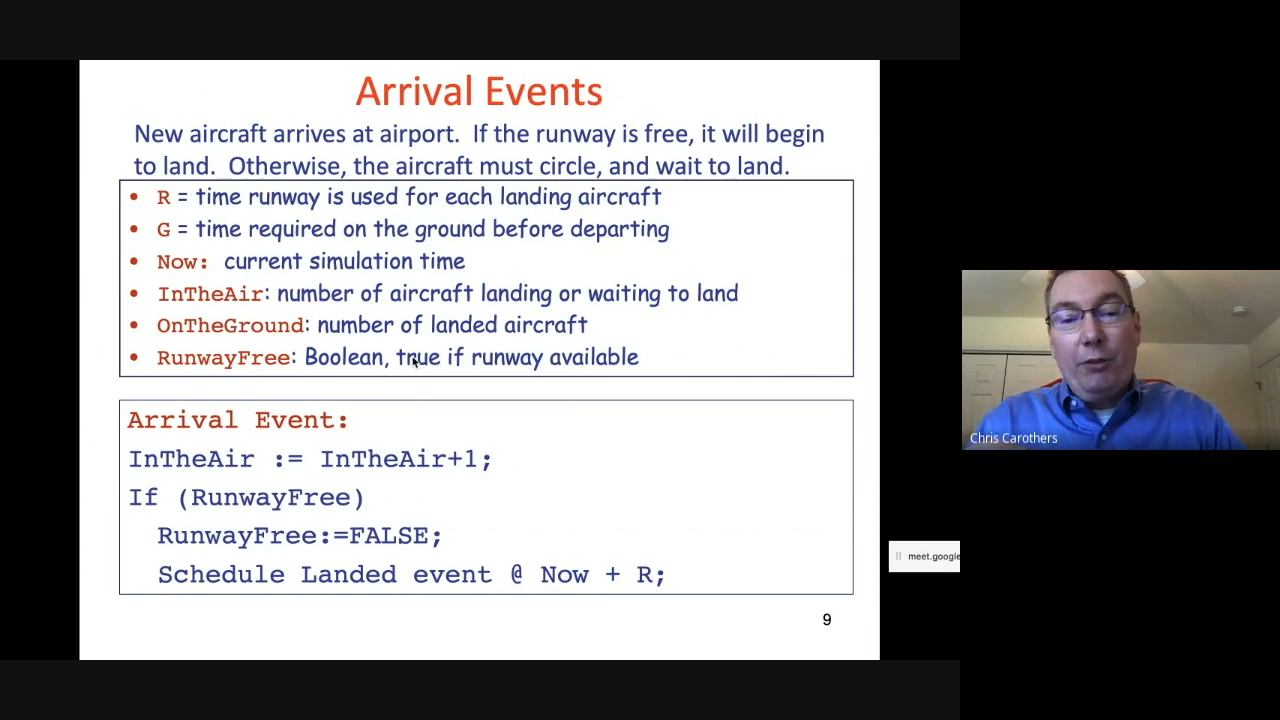 Arrival Events
New aircraft arrives at airport. If the runway is free, it will begin
to land. Otherwise, the aircraft must circle, and wait to land.
• R = time runway is used for each landing aircraft
• G = time required on the ground before departing
• Now: current simulation time
• InTheAir: number of aircraft landing or waiting to land
• OnTheGround: number of landed aircraft
• RunwayFree: Boolean, true if runway available
Arrival Event:
InTheAir := InTheAir+1;
If (RunwayFree)
RunwayFree:=FALSE;
Schedule Landed event @ Now + R;
9
Chris Carothers
meet.google